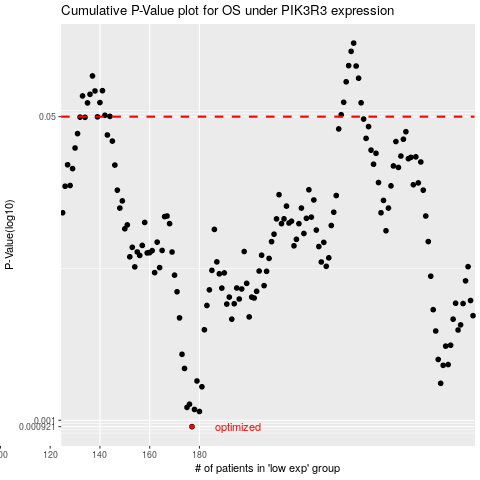 Cumulative P-Value plot for OS under PIK3R3 expression
P-Value(log10)
0.05
0.001
0.000921
optimized
00 120 140 160 180
# of patients in 'low exp' group